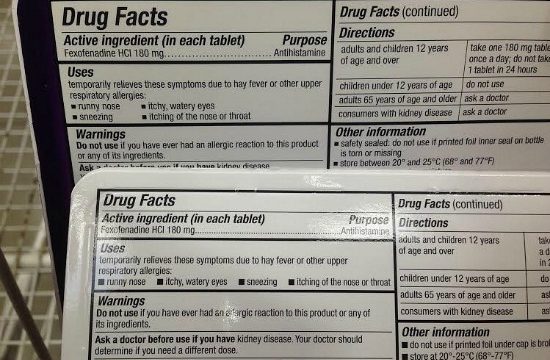 Drug Facts
Active ingredient (in each tablet) Purpose
Fexofenadine HCl 180 mg Antihistamine
Uses
temporarily relieves these symptoms due to hay fever or other upper
respiratory allergies:
■ runny nose ■ itchy, watery eyes
■ sneezing ■ itching of the nose or throat
Warnings
Do not use if you have ever had an allergic reaction to this product
or any of its ingredients.
Ask a doctor before use if you have kidney disease.
Drug Facts (continued)
Directions
adults and children 12 years take one 180 mg table
of age and over once a day; do not take
1 tablet in 24 hours
children under 12 years of age do not use
adults 65 years of age and older ask a doctor
consumers with kidney disease ask a doctor
Other information
■ safety sealed: do not use if printed foil inner seal on bottle
is torn or missing
■ store between 20° and 25°C (68° and 77°F)
Drug Facts
Active ingredient (in each tablet) Purpose
Fexofenadine HCl 180 mg Antihistamine
Uses
temporarily relieves these symptoms due to hay fever or other upper
respiratory allergies:
■ runny nose ■ itchy, watery eyes ■ sneezing ■ itching of the nose or throat
Warnings
Do not use if you have ever had an allergic reaction to this product or any of
its ingredients.
Ask a doctor before use if you have kidney disease. Your doctor should
determine if you need a different dose.
Drug Facts (continued)
Directions
adults and children 12 years tak
of age and over a d
in 2
children under 12 years of age do
adults 65 years of age and older as
consumers with kidney disease as
Other information
■ do not use if printed foil under cap is bro
■ store at 20°-25°C (68°-77°F)